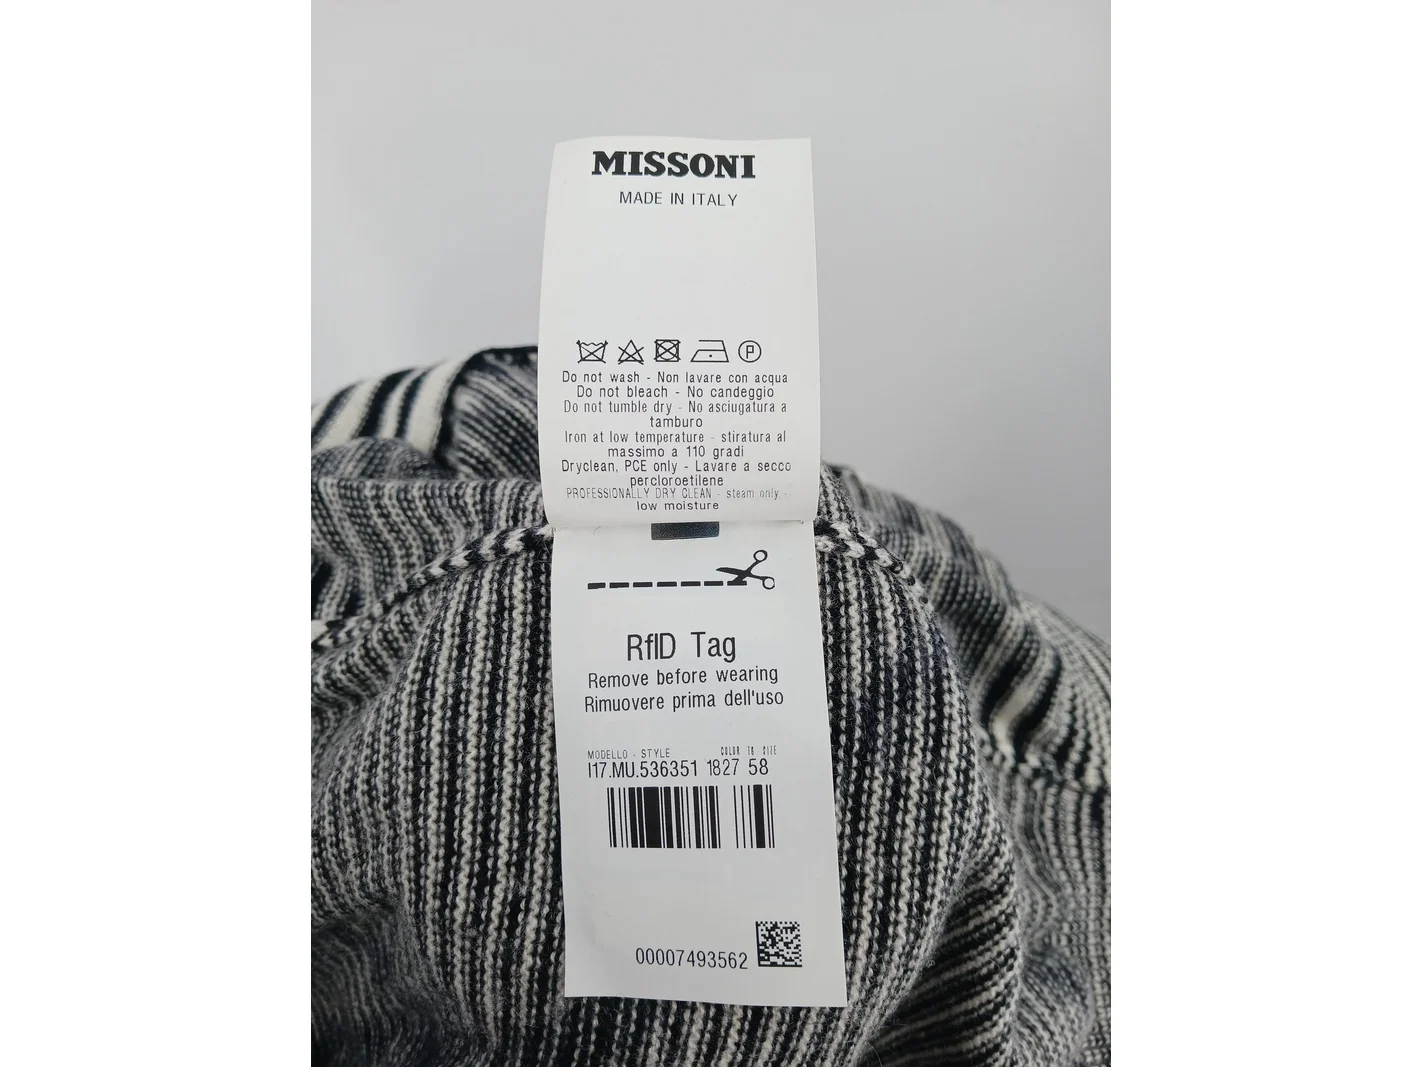 MISSONI
MADE IN ITALY
P
Do not wash - Non lavare con acqua
Do not bleach - No candeggio
Do not tumble dry - No asciugatura a
tamburo
Iron at low temperature - stiratura al
massimo a 110 gradi
Dryclean, PCE only - Lavare a secco
percloroetilene
PROFESSIONALLY DRY CLEAN - steam only -
low moisture
RfID Tag
Remove before wearing
Rimuovere prima dell'uso
MODELLO - STYLE COLOR TG SIZE
I17.MU.536351 1827 58
00007493562